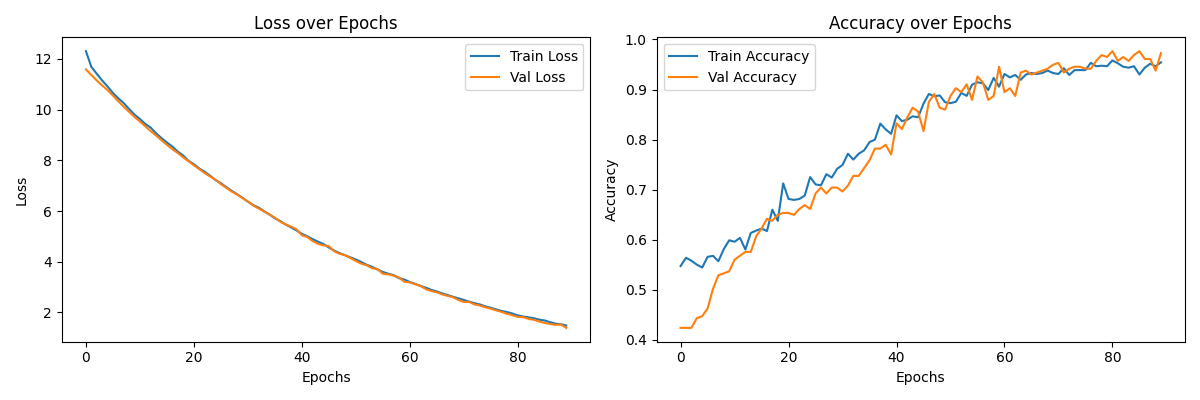 Loss over Epochs
Train Loss
Val Loss
12
10
8
6
4
2
Loss
0
20
40
60
80
Epochs
Accuracy over Epochs
Train Accuracy
Val Accuracy
1.0
0.9
0.8
0.7
0.6
0.5
0.4
Accuracy
0
20
40
60
80
Epochs